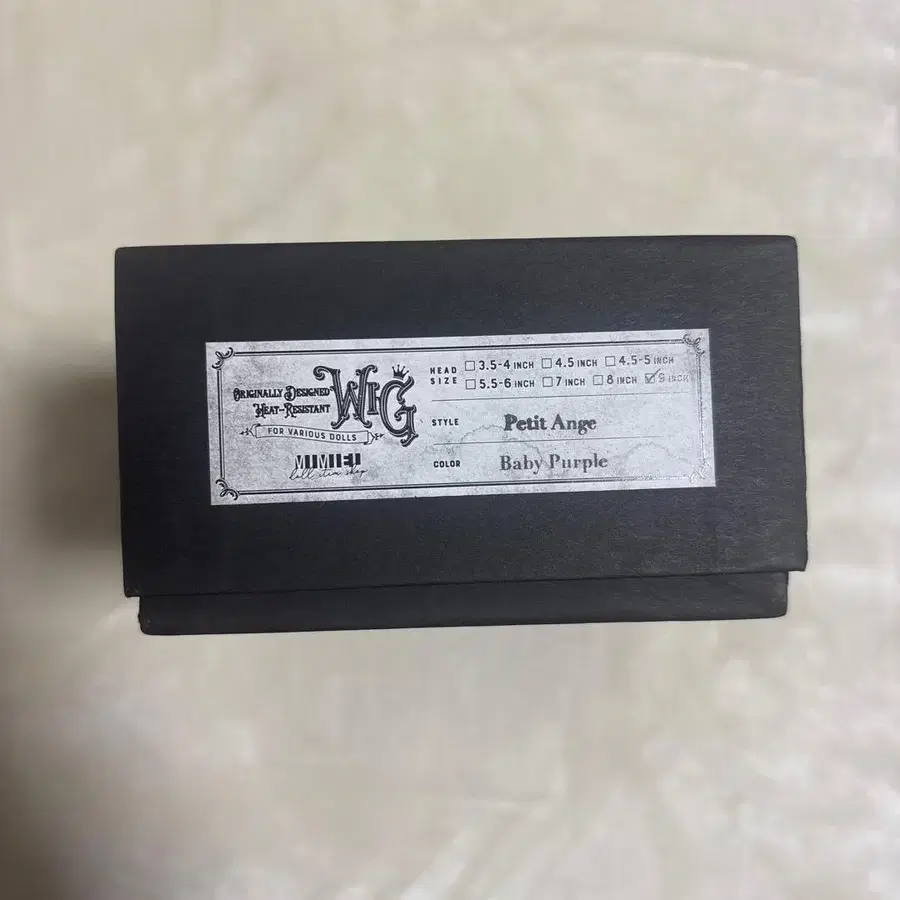 Originally Designed
Heat-Resistant
WIG
FOR VARIOUS DOLLS
MIMIEI
doll item shop
HEAD SIZE
☐ 3.5-4 INCH ☐ 4.5 INCH ☐ 4.5-5 INCH
☐ 5.5-6 INCH ☐ 7 INCH ☐ 8 INCH ☑ 9 INCH
STYLE Petit Ange
COLOR Baby Purple